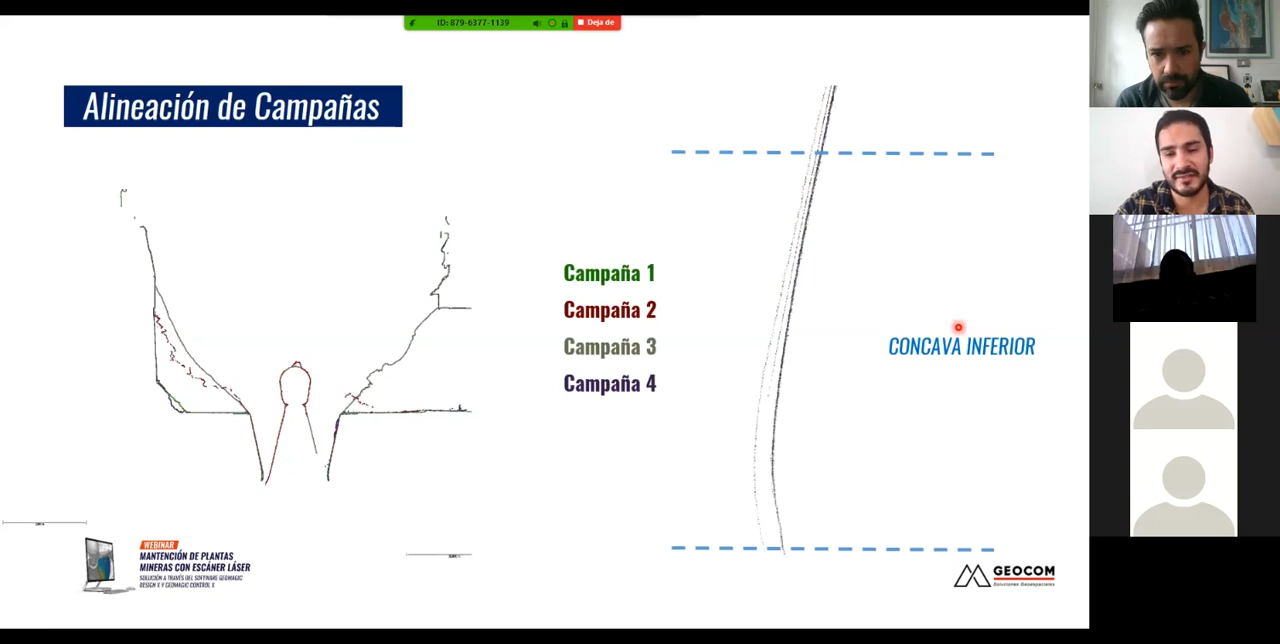 ID: 879-6377-1139
Deja de
Alineación de Campañas
Campaña 1
Campaña 2
Campaña 3
Campaña 4
CONCAVA INFERIOR
WEBINAR
MANTENCIÓN DE PLANTAS
MINERAS CON ESCÁNER LÁSER
SOLUCIÓN A TRAVÉS DEL SOFTWARE GEOMAGIC
DESIGN X Y GEOMAGIC CONTROL X
GEOCOM
Soluciones Geoespaciales